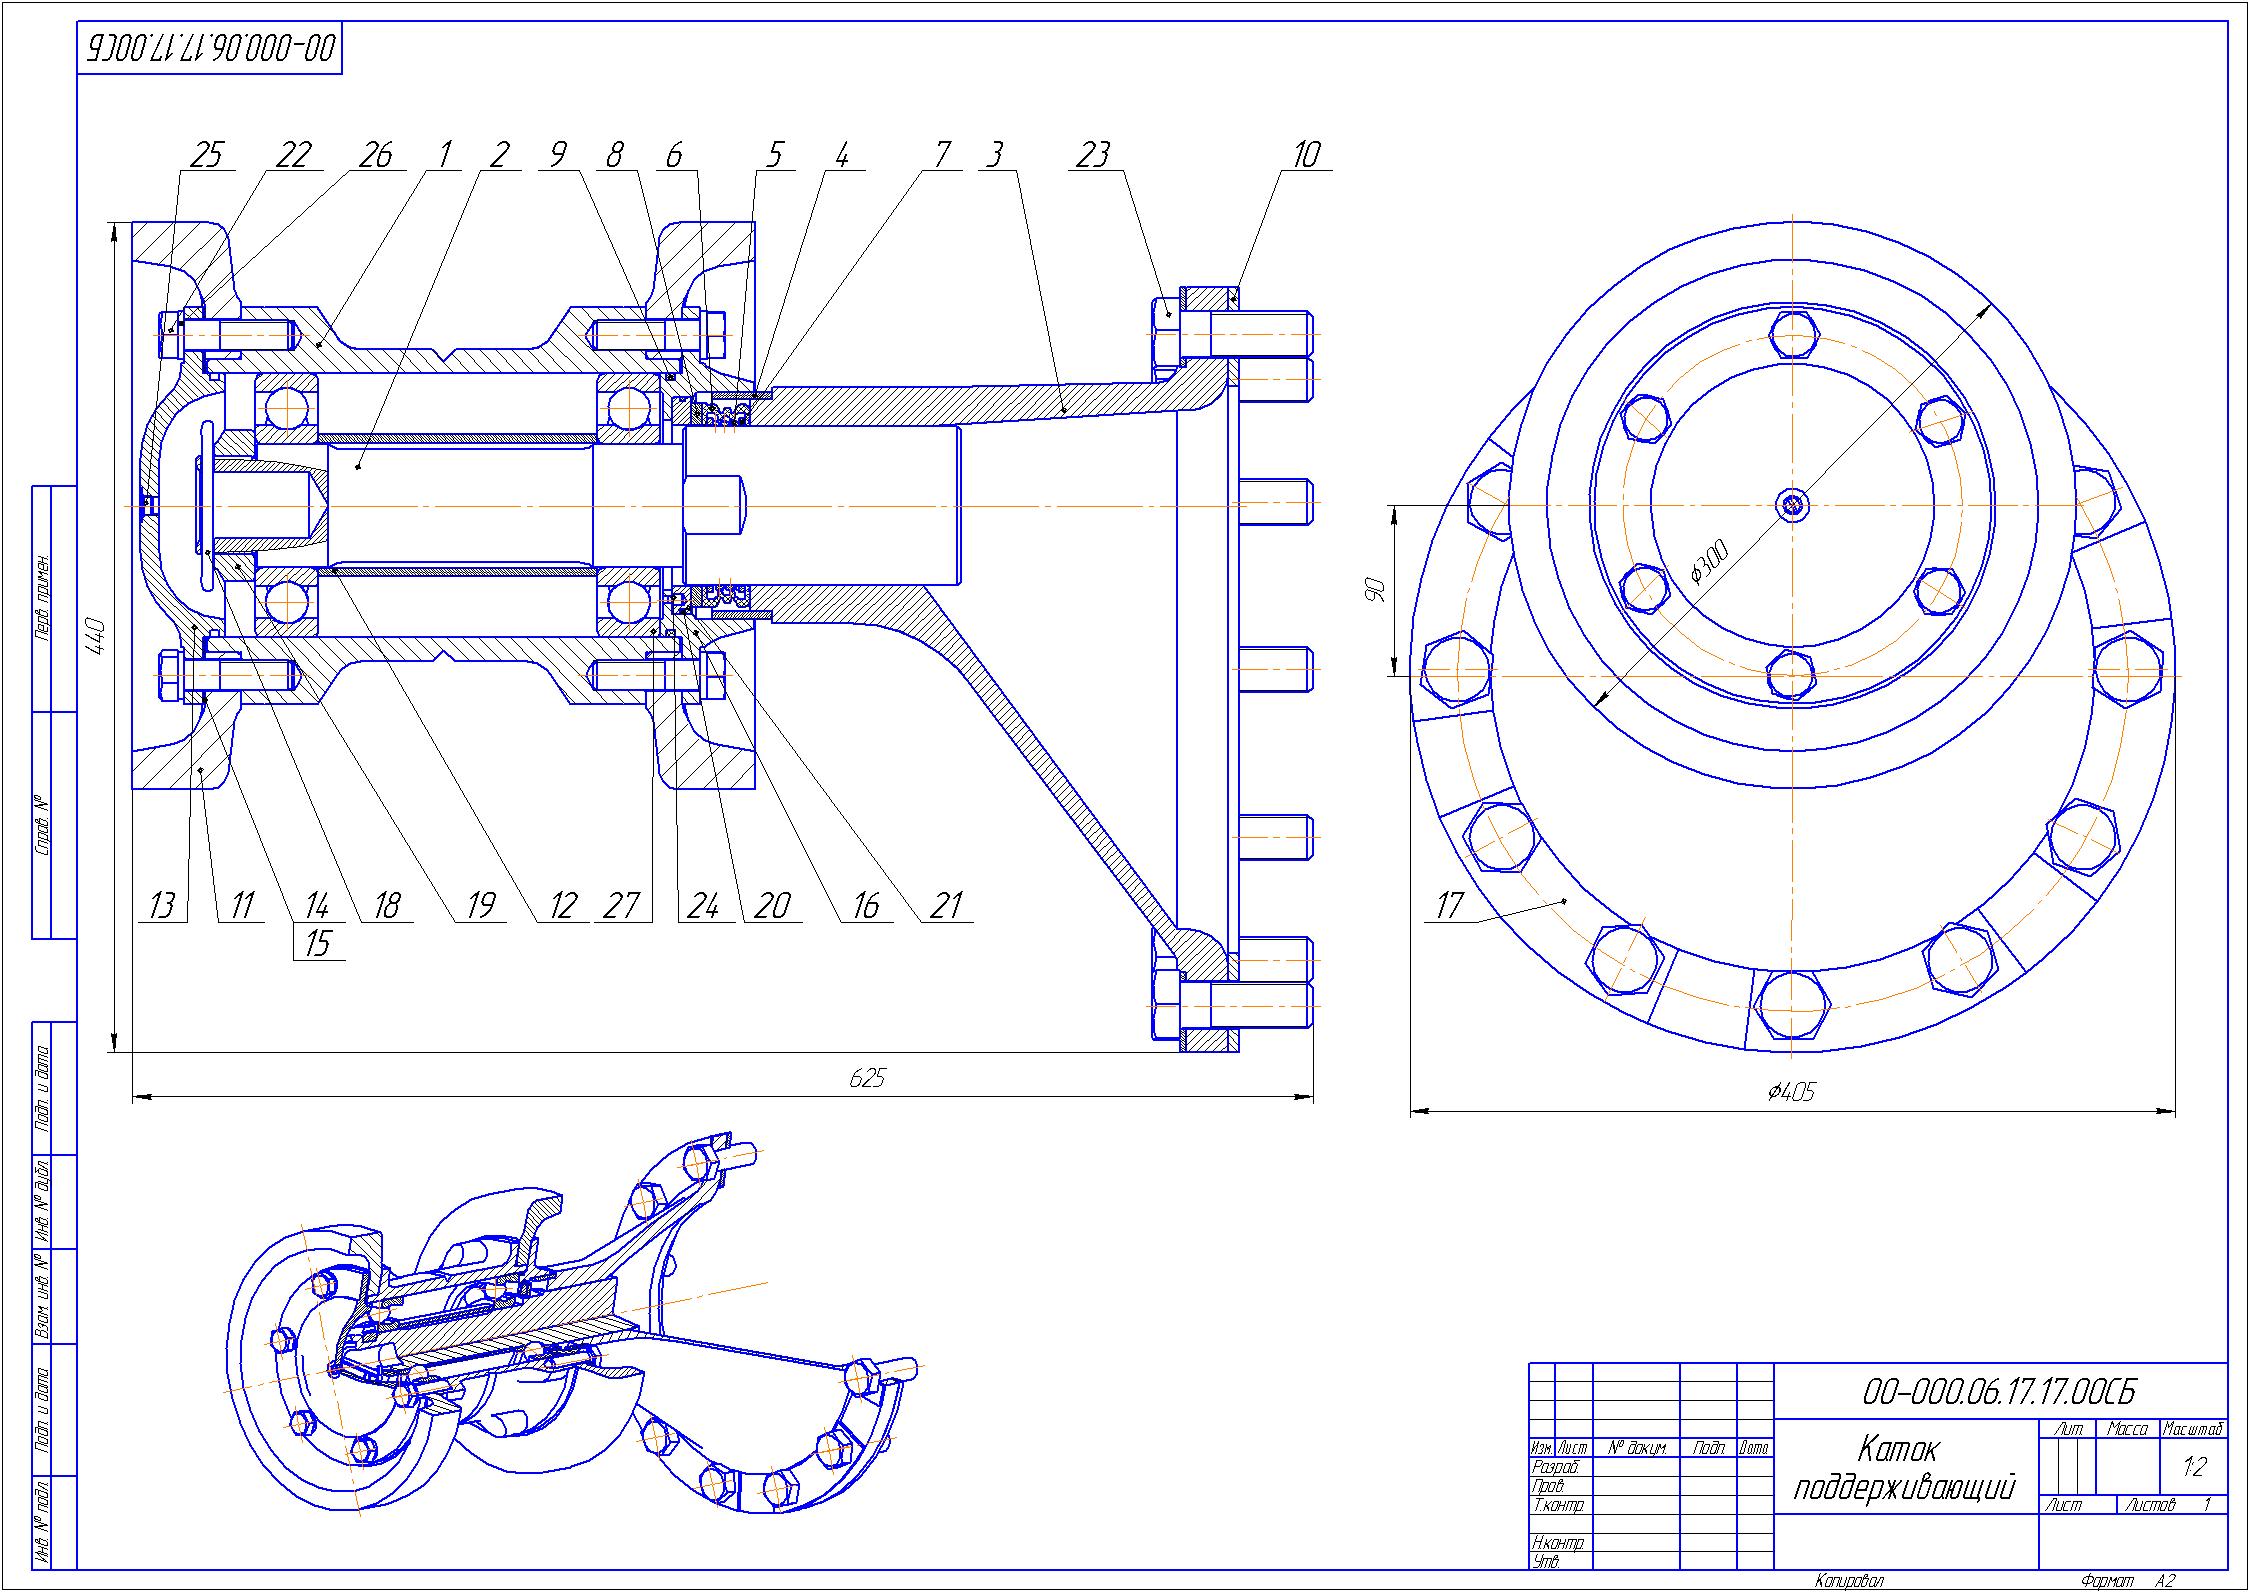 00-000.06.17.17.00СБ
25 22 26 1 2 9 8 6 5 4 7 3 23 10
440
ϕ300
90
13 11 14 18 19 12 27 24 20 16 21
15
17
625
ϕ405
Перв. примен.
Справ. №
Подп. и дата
Инв. № дубл.
Взам. инв. №
Подп. и дата
Инв. № подл.
00-000.06.17.17.00СБ
Изм. Лист № докум. Подп. Дата
Разраб.
Пров.
Т.контр.
Н.контр.
Утв.
Каток
поддерживающий
Лит. Масса Масштаб
1:2
Лист Листов 1
Копировал Формат A2